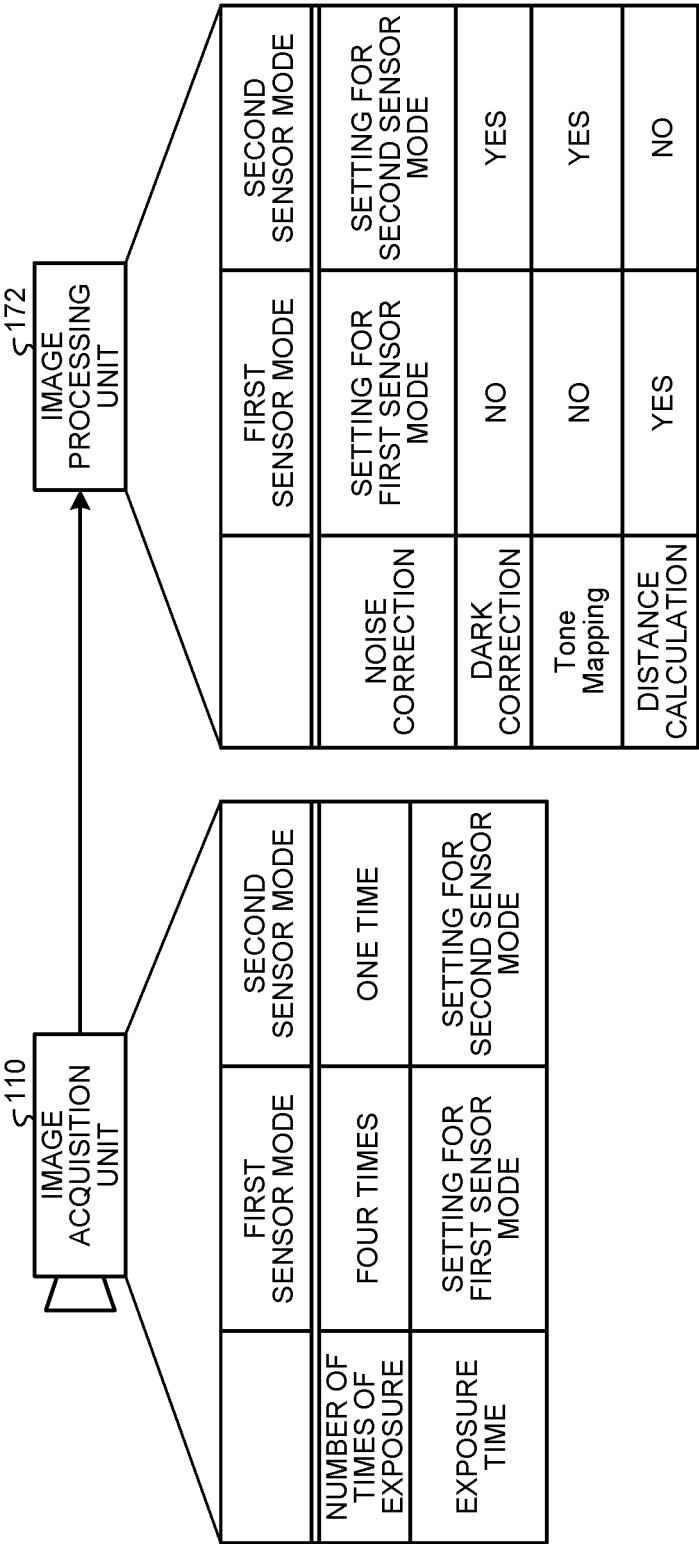 110
IMAGE
ACQUISITION
UNIT
172
IMAGE
PROCESSING
UNIT
FIRST
SENSOR MODE
SECOND
SENSOR MODE
NUMBER OF
TIMES OF
EXPOSURE
FOUR TIMES
ONE TIME
EXPOSURE
TIME
SETTING FOR
FIRST SENSOR
MODE
SETTING FOR
SECOND SENSOR
MODE
FIRST
SENSOR MODE
SECOND
SENSOR MODE
NOISE
CORRECTION
SETTING FOR
FIRST SENSOR
MODE
SETTING FOR
SECOND SENSOR
MODE
DARK
CORRECTION
NO
YES
Tone
Mapping
NO
YES
DISTANCE
CALCULATION
YES
NO